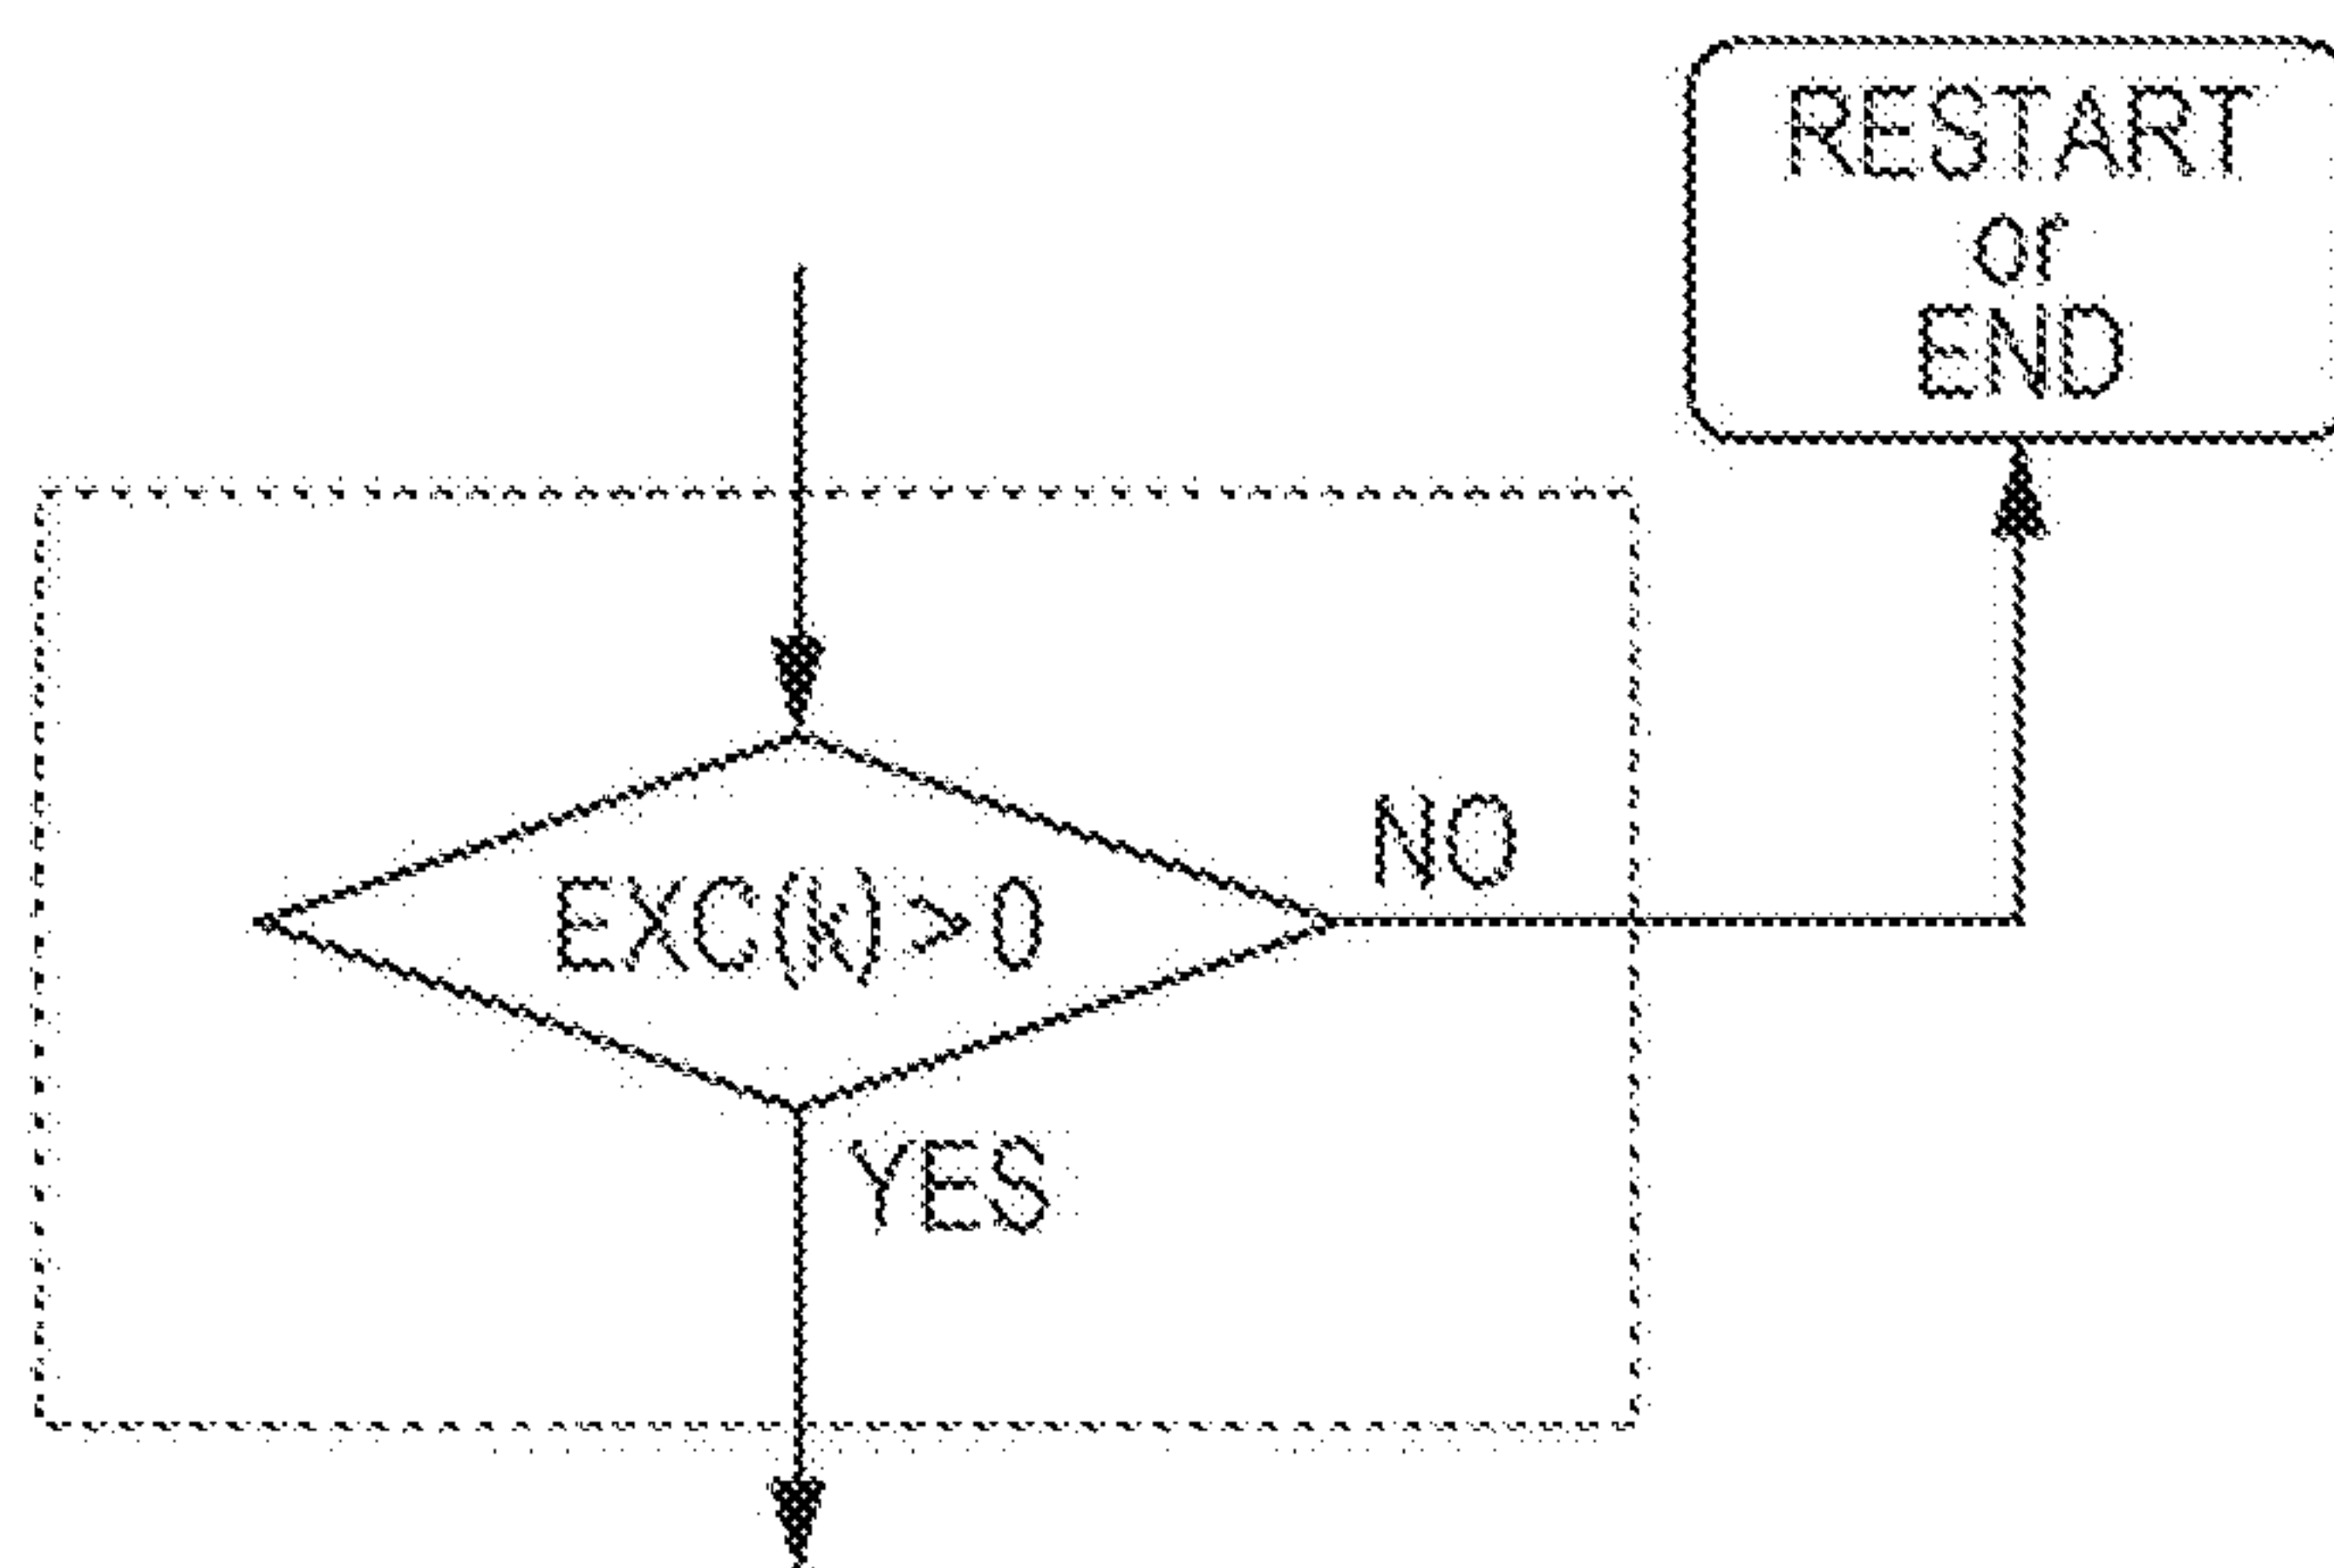 RESTART
or
END
NO
EXC(k)>0
YES